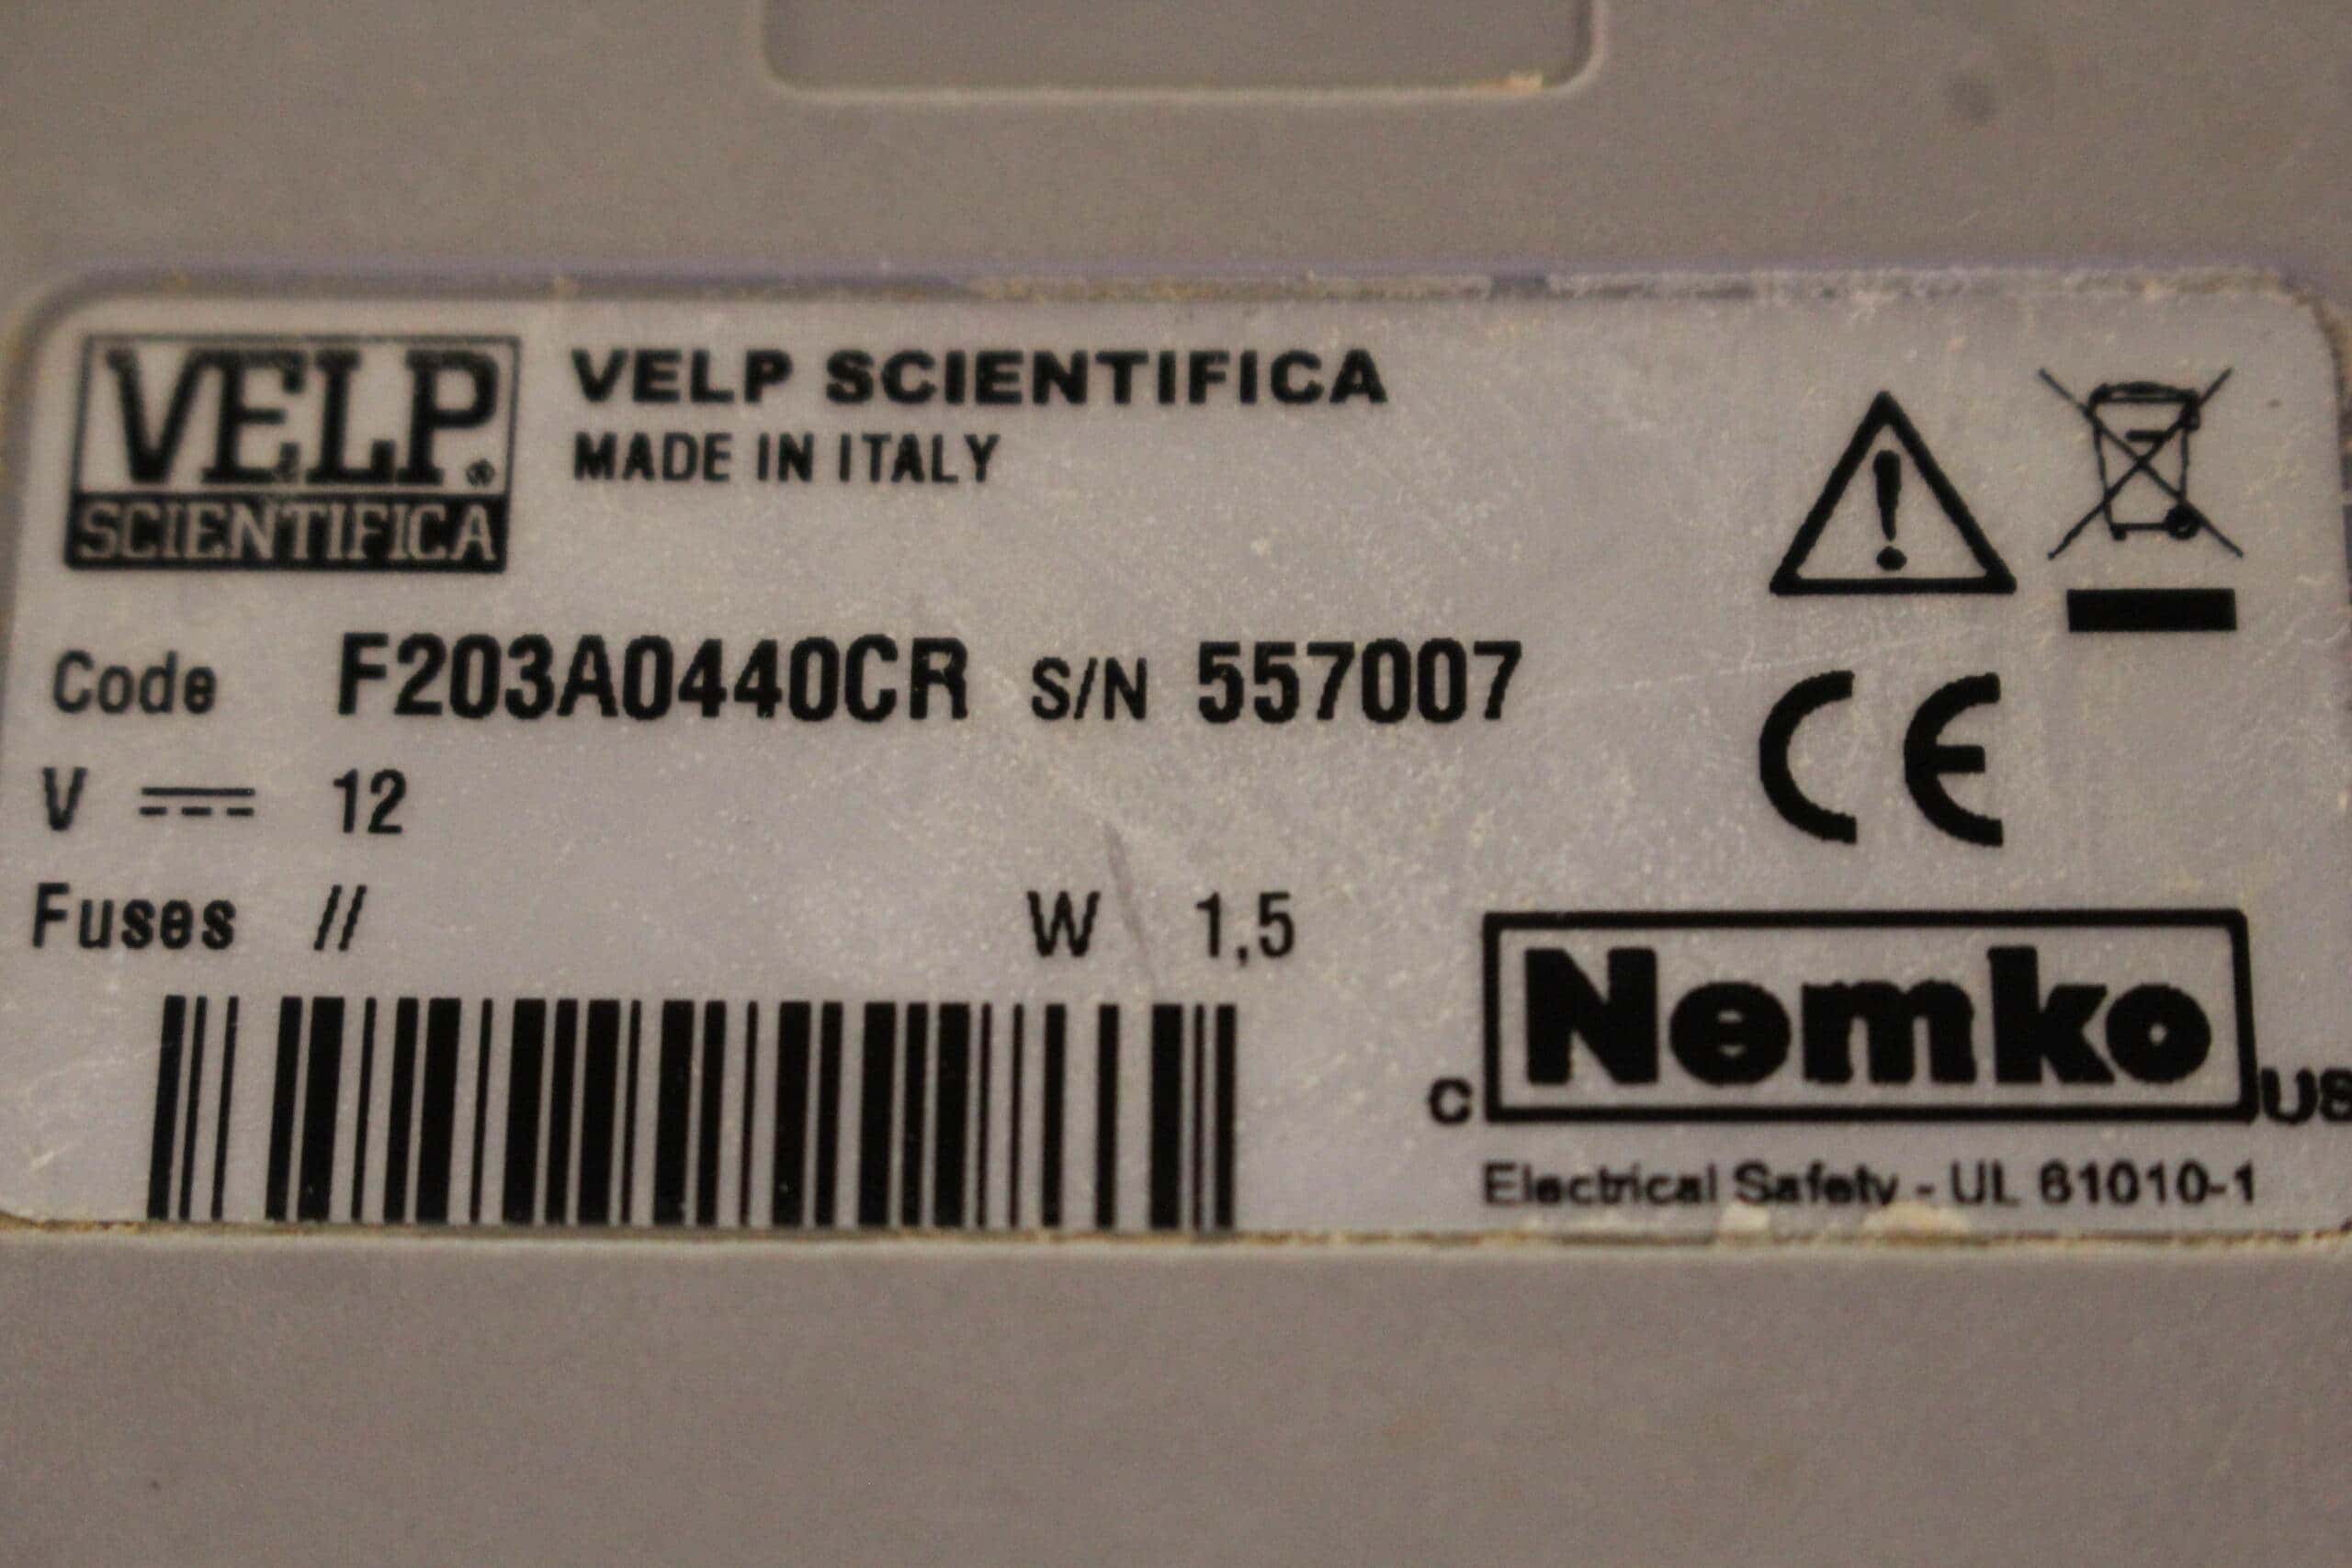 VELP®
SCIENTIFICA
VELP SCIENTIFICA
MADE IN ITALY
Code F203A0440CR S/N 557007
V 12
Fuses // W 1,5
CE
c Nemko US
Electrical Safety - UL 61010-1